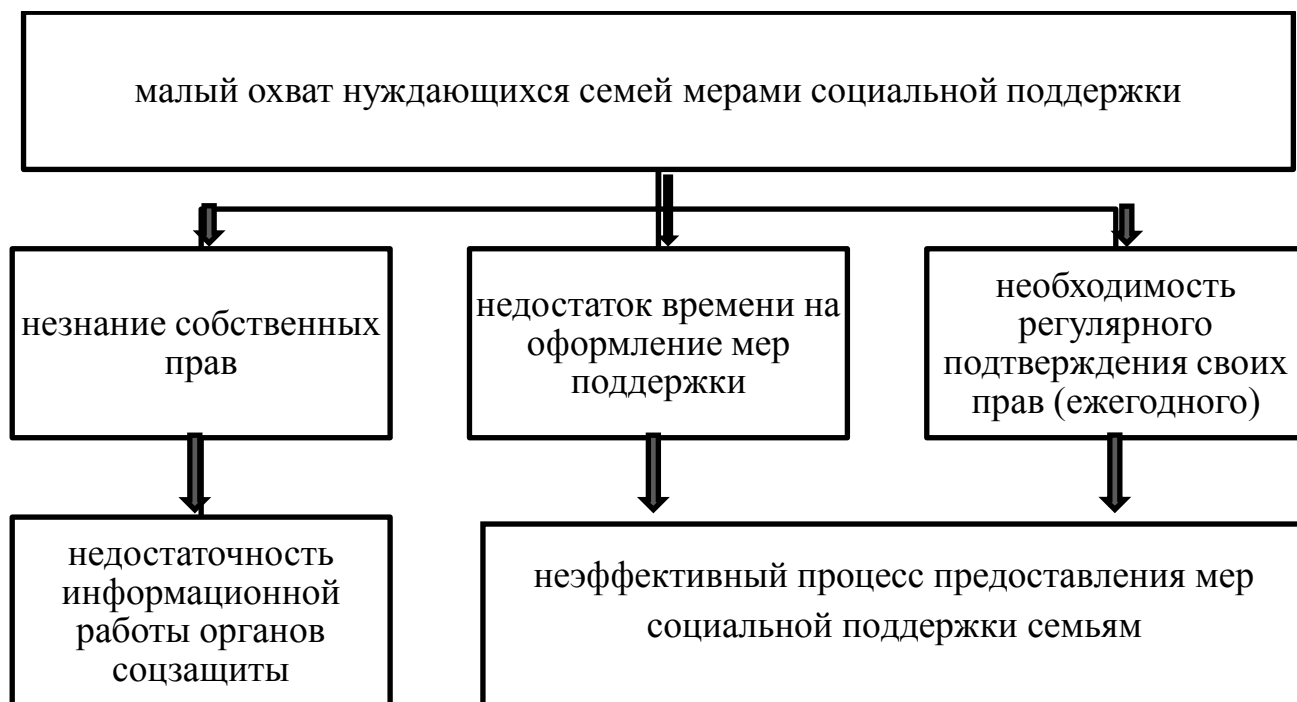 малый охват нуждающихся семей мерами социальной поддержки
незнание собственных
прав
недостаток времени на
оформление мер
поддержки
необходимость
регулярного
подтверждения своих
прав (ежегодного)
недостаточность
информационной
работы органов
соцзащиты
неэффективный процесс предоставления мер
социальной поддержки семьям